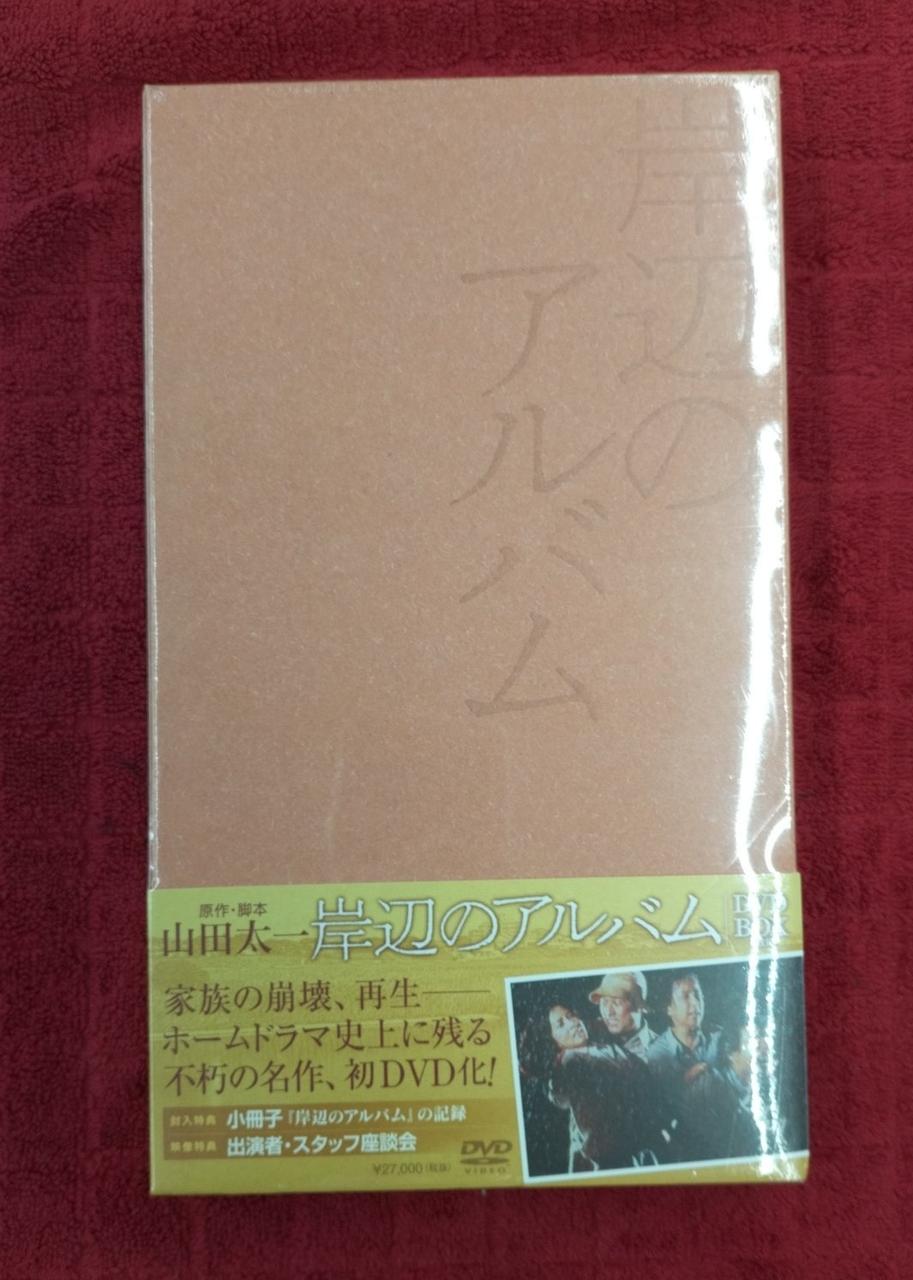 岸辺の
アルバム
原作・脚本
山田太一
岸辺のアルバム
DVD
BOX
家族の崩壊、再生――
ホームドラマ史上に残る
不朽の名作、初DVD化!
封入特典 小冊子『岸辺のアルバム』の記録
映像特典 出演者・スタッフ座談会
¥27,000(税抜)
DVD
VIDEO